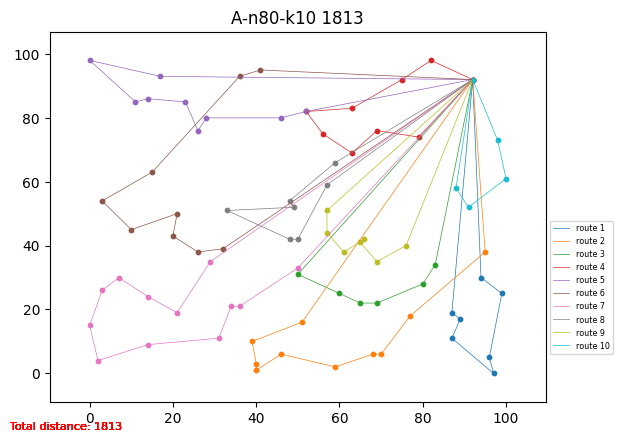 A-n80-k10 1813
100
80
60
40
20
0
0 20 40 60 80 100
route 1
route 2
route 3
route 4
route 5
route 6
route 7
route 8
route 9
route 10
Total distance: 1813